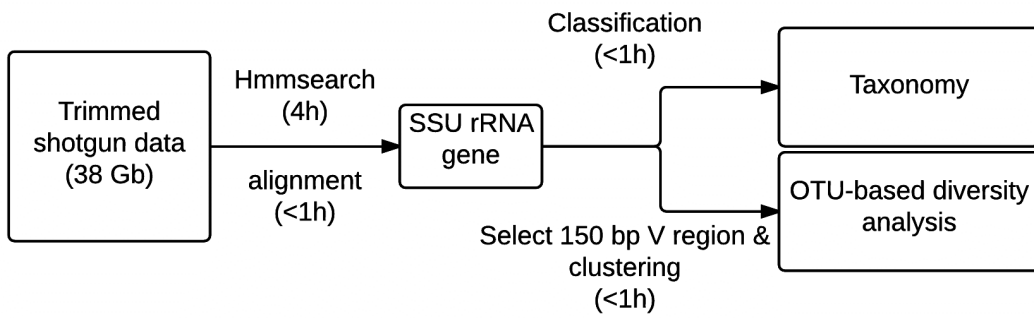 Trimmed
shotgun data
(38 Gb)
Hmmsearch
(4h)
alignment
(<1h)
SSU rRNA
gene
Classification
(<1h)
Select 150 bp V region &
clustering
(<1h)
Taxonomy
OTU-based diversity
analysis